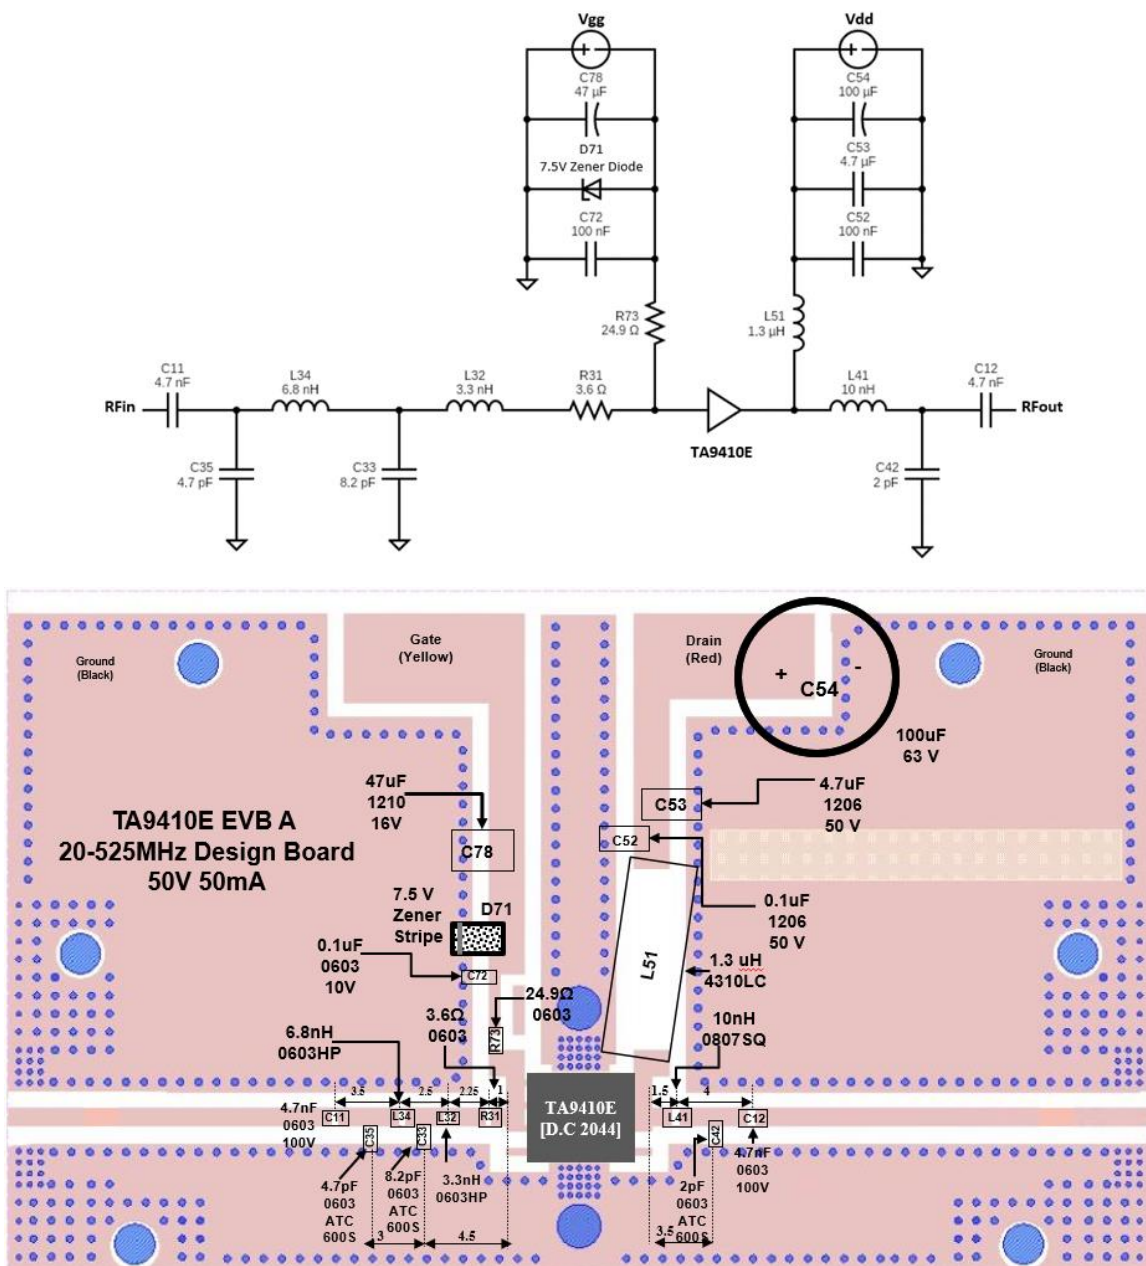 Vgg
Vdd
C78
47 µF
D71
7.5V Zener Diode
C72
100 nF
C54
100 µF
C53
4.7 µF
C52
100 nF
R73
24.9 Ω
L51
1.3 µH
C11
4.7 nF
L34
6.8 nH
L32
3.3 nH
R31
3.6 Ω
L41
10 nH
C12
4.7 nF
RFin
RFout
TA9410E
C35
4.7 pF
C33
8.2 pF
C42
2 pF
Ground
(Black)
Gate
(Yellow)
Drain
(Red)
Ground
(Black)
+
-
C54
100uF
63 V
47uF
1210
16V
C53
4.7uF
1206
50 V
TA9410E EVB A
20-525MHz Design Board
50V 50mA
C78
C52
7.5 V
Zener
Stripe
D71
0.1uF
1206
50 V
0.1uF
0603
10V
C72
L51
1.3 uH
4310LC
24.9Ω
0603
3.6Ω
0603
R73
10nH
0807SQ
6.8nH
0603HP
3.5
2.5
2.25
1
1.5
4
4.7nF
0603
100V
C11
L34
L32
R31
TA9410E
[D.C 2044]
L41
C12
C35
C33
C42
4.7pF
0603
ATC
600S
8.2pF
0603
ATC
600S
3.3nH
0603HP
2pF
0603
ATC
600S
4.7nF
0603
100V
3
4.5
3.5